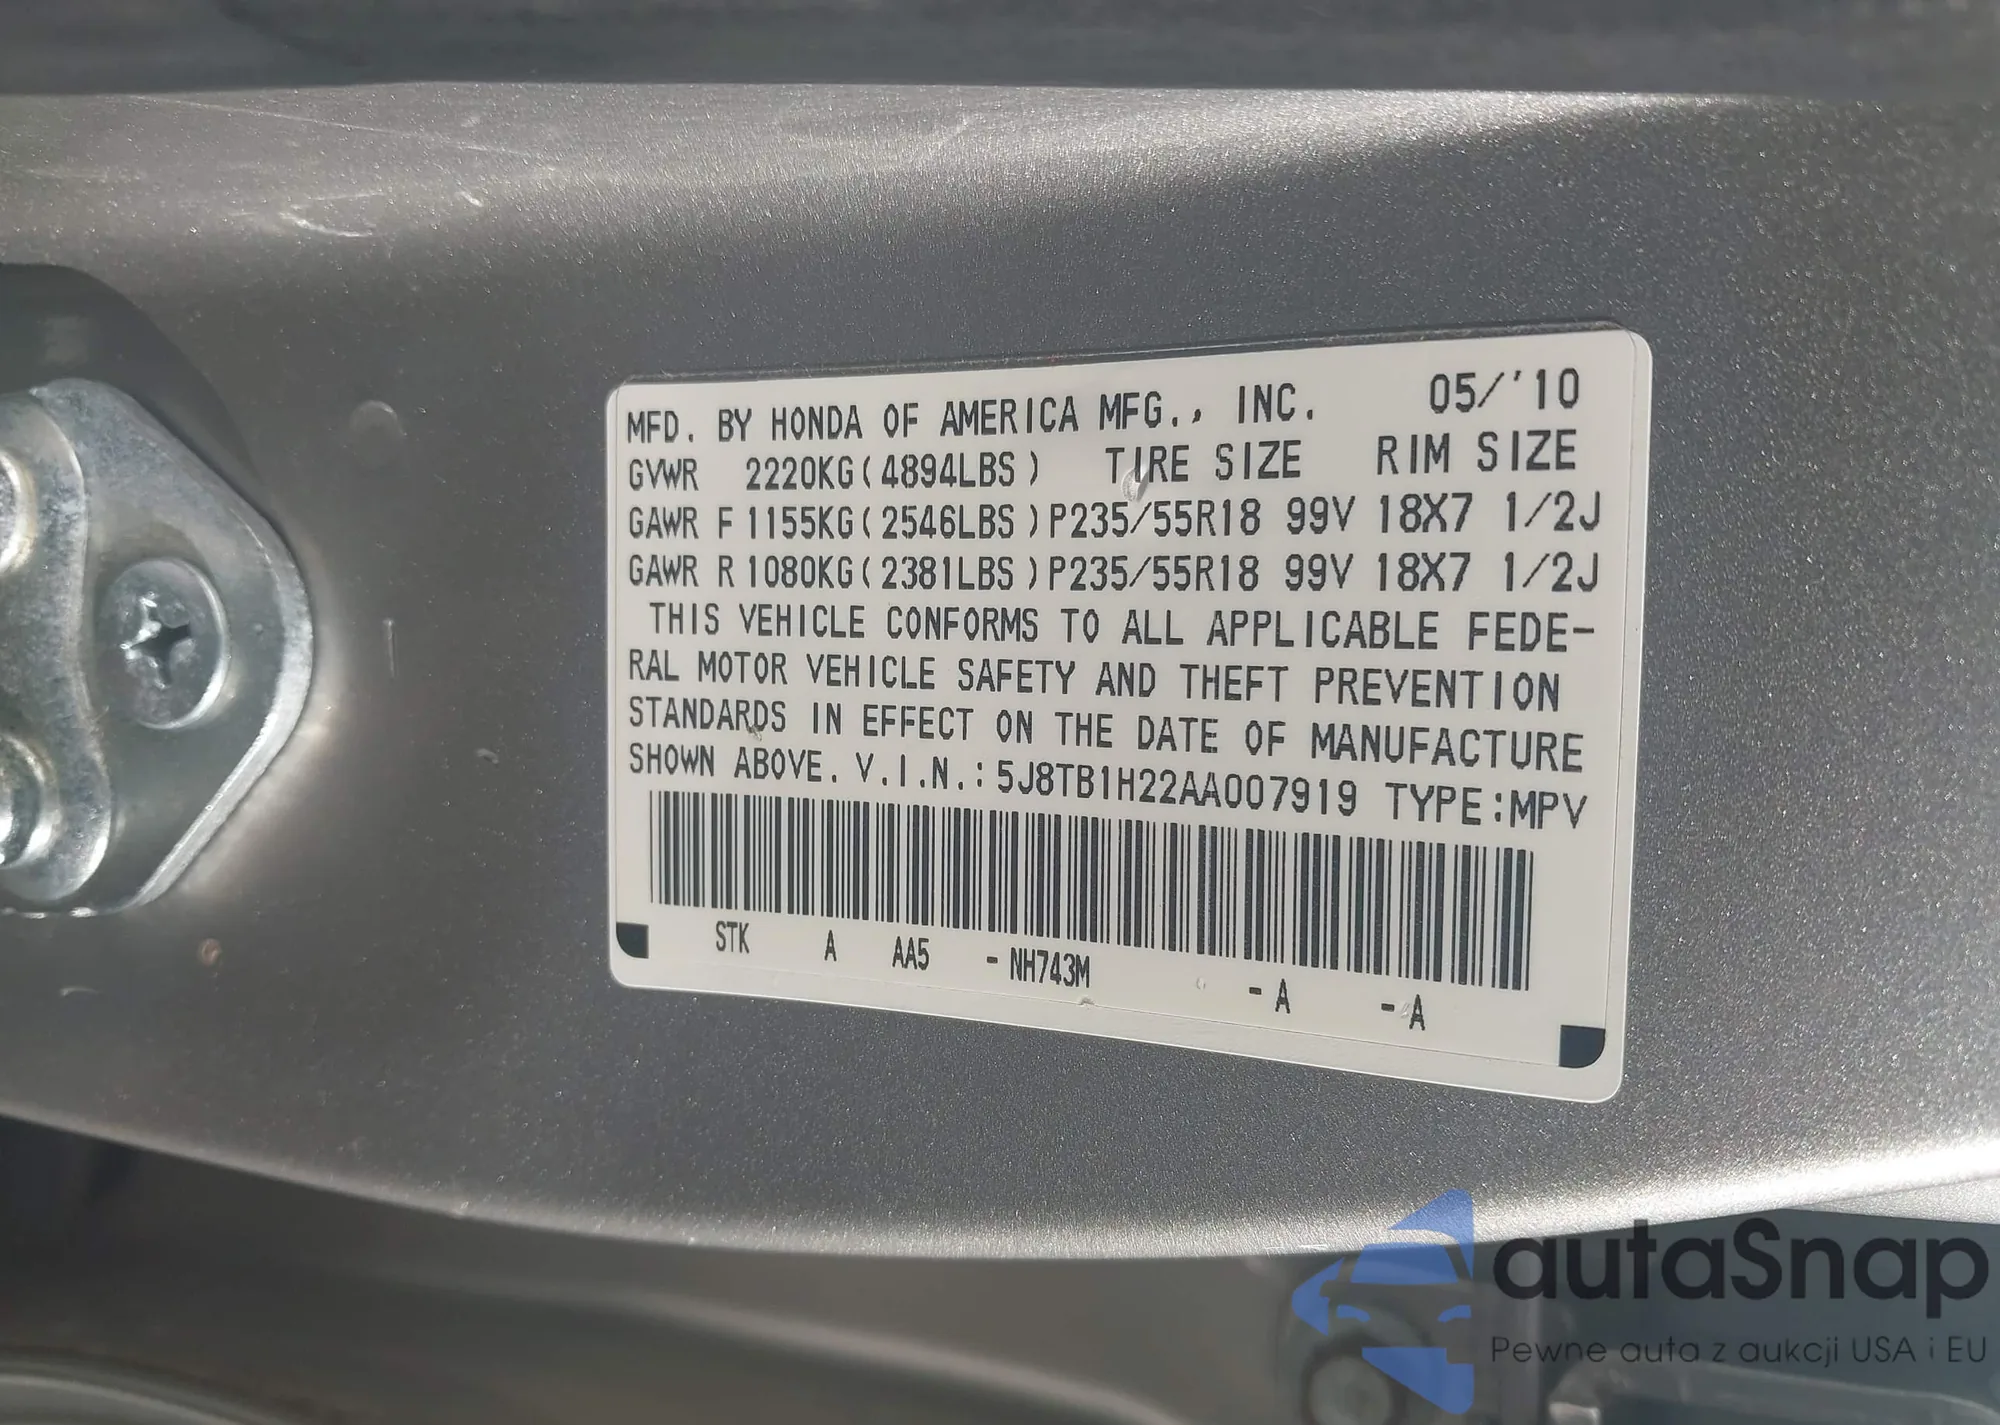 MFD. BY HONDA OF AMERICA MFG., INC. 05/'10
GVWR 2220KG(4894LBS) TIRE SIZE RIM SIZE
GAWR F 1155KG(2546LBS)P235/55R18 99V 18X7 1/2J
GAWR R 1080KG(2381LBS)P235/55R18 99V 18X7 1/2J
THIS VEHICLE CONFORMS TO ALL APPLICABLE FEDE-
RAL MOTOR VEHICLE SAFETY AND THEFT PREVENTION
STANDARDS IN EFFECT ON THE DATE OF MANUFACTURE
SHOWN ABOVE. V.I.N.: 5J8TB1H22AA007919 TYPE:MPV
STK A AA5 - NH743M - A - A
autaSnap
Pewne auta z aukcji USA i EU